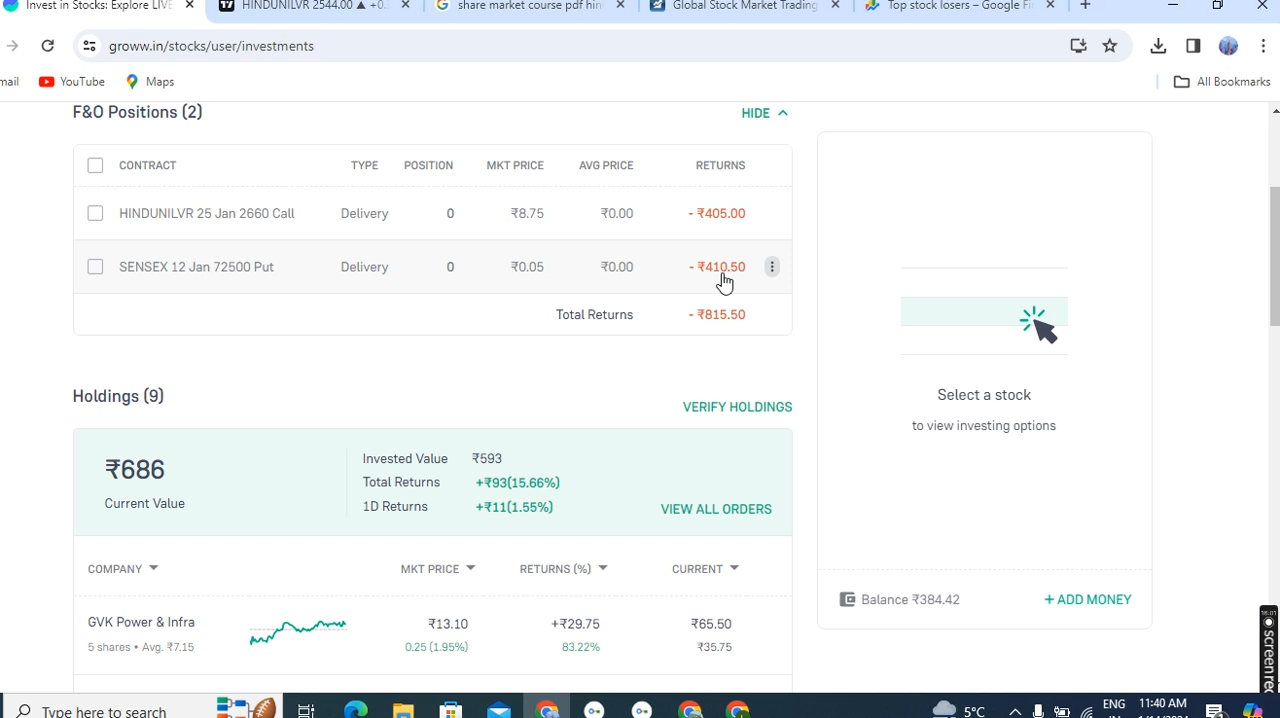 Invest in Stocks: Explore LIVE
HINDUNILVR 2544.00 ▲ +0.
share market course pdf hin
Global Stock Market Trading
Top stock losers – Google Fi
groww.in/stocks/user/investments
mail
YouTube
Maps
All Bookmarks
F&O Positions (2)
HIDE
CONTRACT TYPE POSITION MKT PRICE AVG PRICE RETURNS
HINDUNILVR 25 Jan 2660 Call Delivery 0 ₹8.75 ₹0.00 - ₹405.00
SENSEX 12 Jan 72500 Put Delivery 0 ₹0.05 ₹0.00 - ₹410.50
Total Returns - ₹815.50
Holdings (9)
VERIFY HOLDINGS
₹686
Current Value
Invested Value ₹593
Total Returns +₹93(15.66%)
1D Returns +₹11(1.55%)
VIEW ALL ORDERS
COMPANY MKT PRICE RETURNS (%) CURRENT
GVK Power & Infra ₹13.10 +₹29.75 ₹65.50
5 shares • Avg. ₹7.15 0.25 (1.95%) 83.22% ₹35.75
Select a stock
to view investing options
Balance ₹384.42
+ ADD MONEY
screen rec
Type here to search
5°C
ENG
11:40 AM